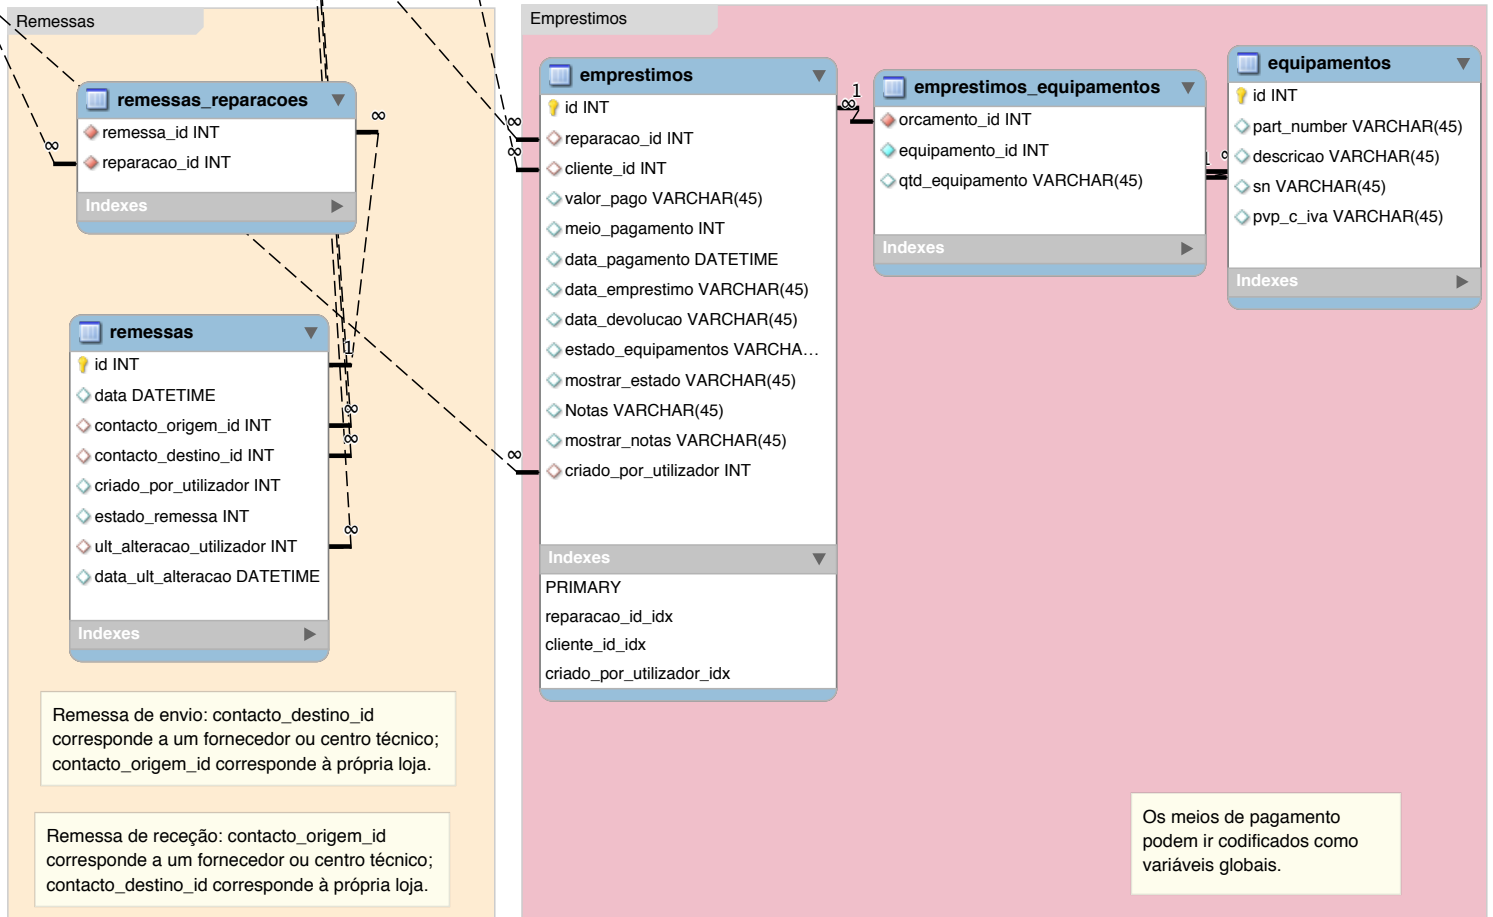 Remessas
remessas_reparacoes
remessa_id INT
reparacao_id INT
Indexes
∞
∞
remessas
id INT
data DATETIME
contacto_origem_id INT
contacto_destino_id INT
criado_por_utilizador INT
estado_remessa INT
ult_alteracao_utilizador INT
data_ult_alteracao DATETIME
Indexes
1
∞
∞
∞
Remessa de envio: contacto_destino_id
corresponde a um fornecedor ou centro técnico;
contacto_origem_id corresponde à própria loja.
Remessa de receção: contacto_origem_id
corresponde a um fornecedor ou centro técnico;
contacto_destino_id corresponde à própria loja.
Emprestimos
emprestimos
id INT
reparacao_id INT
cliente_id INT
valor_pago VARCHAR(45)
meio_pagamento INT
data_pagamento DATETIME
data_emprestimo VARCHAR(45)
data_devolucao VARCHAR(45)
estado_equipamentos VARCHA...
mostrar_estado VARCHAR(45)
Notas VARCHAR(45)
mostrar_notas VARCHAR(45)
criado_por_utilizador INT
Indexes
PRIMARY
reparacao_id_idx
cliente_id_idx
criado_por_utilizador_idx
∞
∞
∞
1
∞
emprestimos_equipamentos
orcamento_id INT
equipamento_id INT
qtd_equipamento VARCHAR(45)
Indexes
1 ∞
equipamentos
id INT
part_number VARCHAR(45)
descricao VARCHAR(45)
sn VARCHAR(45)
pvp_c_iva VARCHAR(45)
Indexes
Os meios de pagamento
podem ir codificados como
variáveis globais.